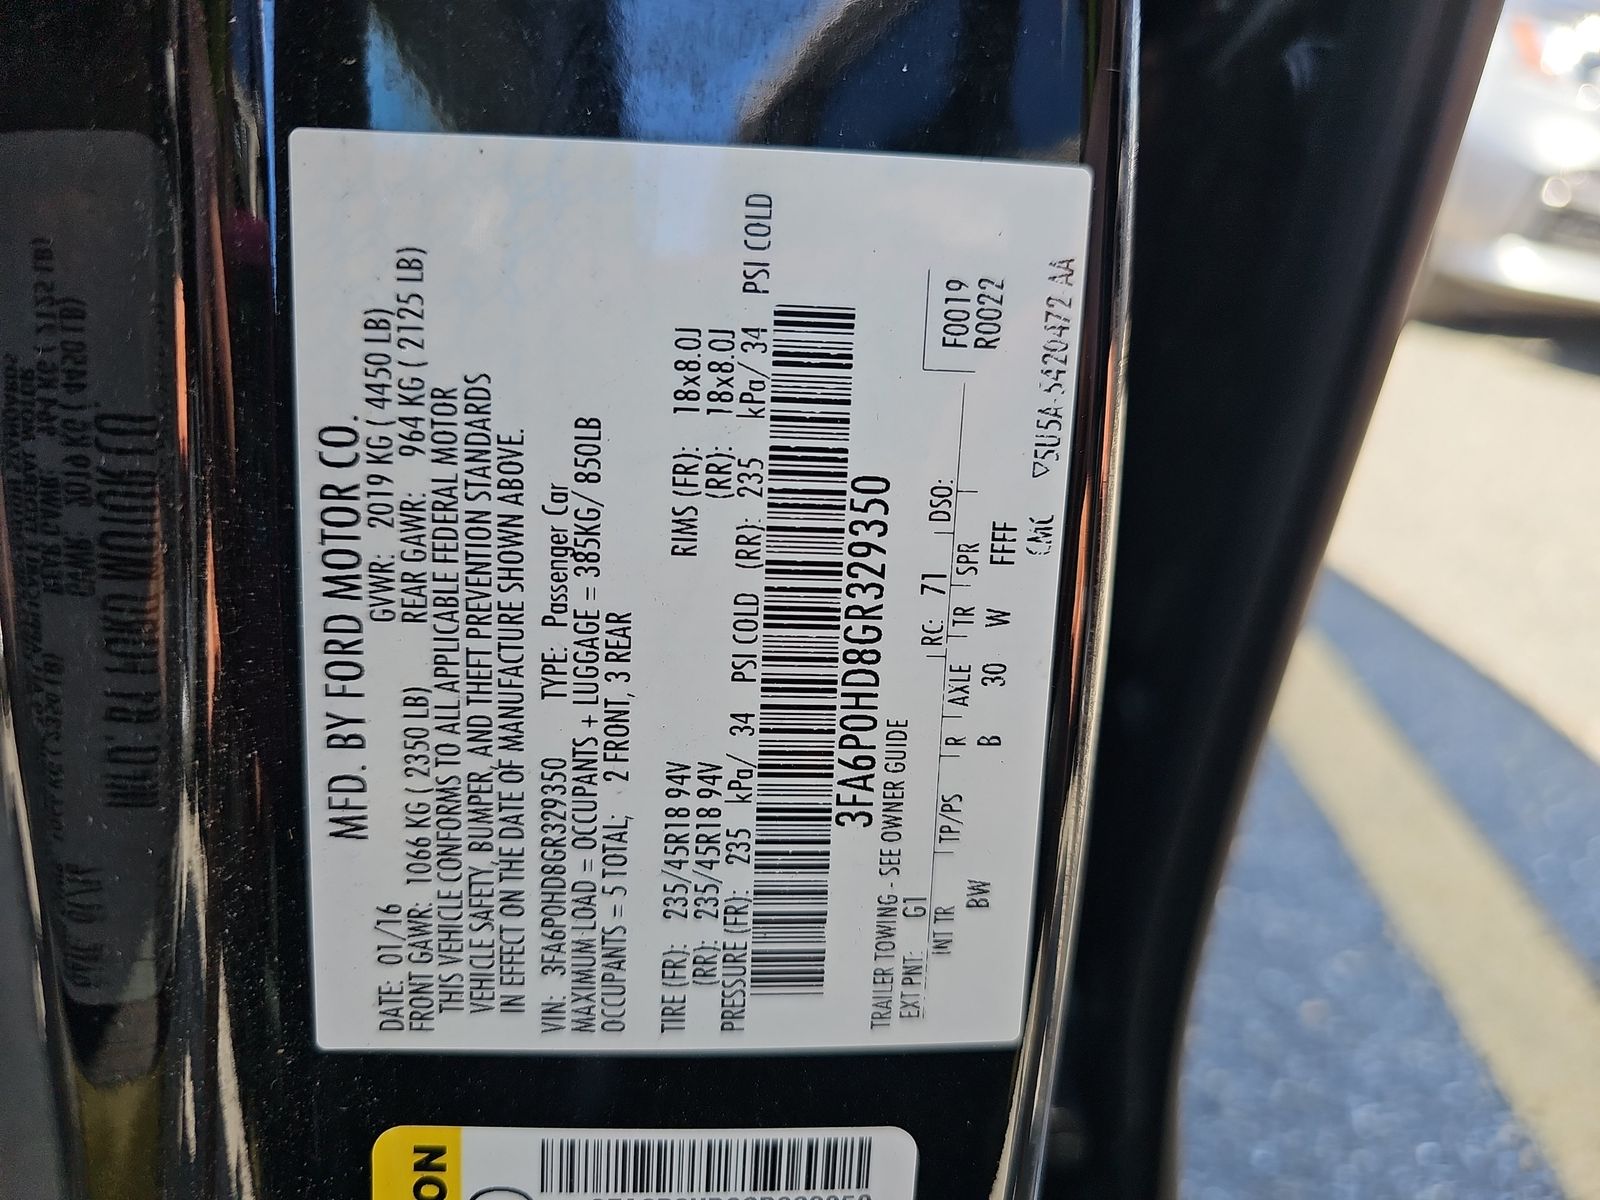 MFD. BY FORD MOTOR CO.
DATE: 01/16 GVWR: 2019 KG ( 4450 LB)
FRONT GAWR: 1066 KG ( 2350 LB) REAR GAWR: 964 KG ( 2125 LB)
THIS VEHICLE CONFORMS TO ALL APPLICABLE FEDERAL MOTOR
VEHICLE SAFETY, BUMPER, AND THEFT PREVENTION STANDARDS
IN EFFECT ON THE DATE OF MANUFACTURE SHOWN ABOVE.
VIN: 3FA6P0HD8GR329350 TYPE: Passenger Car
MAXIMUM LOAD = OCCUPANTS + LUGGAGE = 385KG/ 850LB
OCCUPANTS = 5 TOTAL; 2 FRONT, 3 REAR
TIRE (FR): 235/45R18 94V RIMS (FR): 18x8.0J
(RR): 235/45R18 94V (RR): 18x8.0J
PRESSURE (FR): 235 kPa/ 34 PSI COLD (RR): 235 kPa/ 34 PSI COLD
3FA6P0HD8GR329350
TRAILER TOWING - SEE OWNER GUIDE
EXT PNT: G1 RC: 71 DSO: F0019
R0022
INT TR TP/PS R AXLE TR SPR
BW B 30 W FFFF
CMC ▽5U5A-5420472-AA
ON